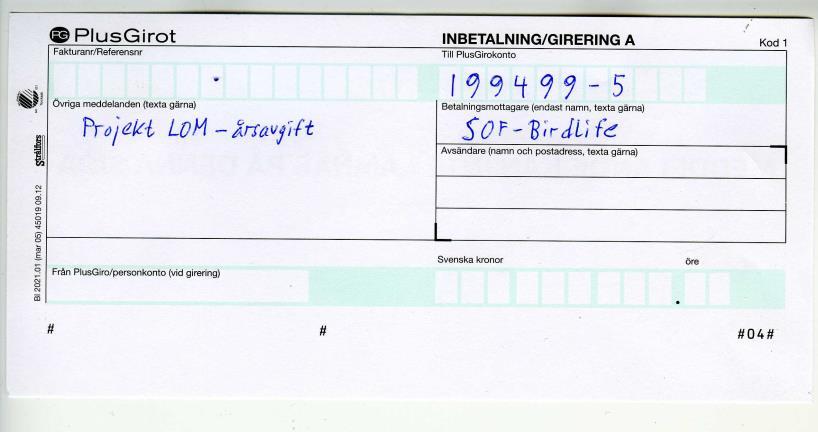 PG PlusGirot
INBETALNING/GIRERING A
Kod 1
Fakturanr/Referensnr
Till PlusGirokonto
199499-5
Övriga meddelanden (texta gärna)
Projekt LOM - årsavgift
Betalningsmottagare (endast namn, texta gärna)
SOF-Birdlife
Avsändare (namn och postadress, texta gärna)
Strålfors
BI 2021.01 (mar 05) 45019 09.12
Svenska kronor
öre
Från PlusGiro/personkonto (vid girering)
#
#
#04#